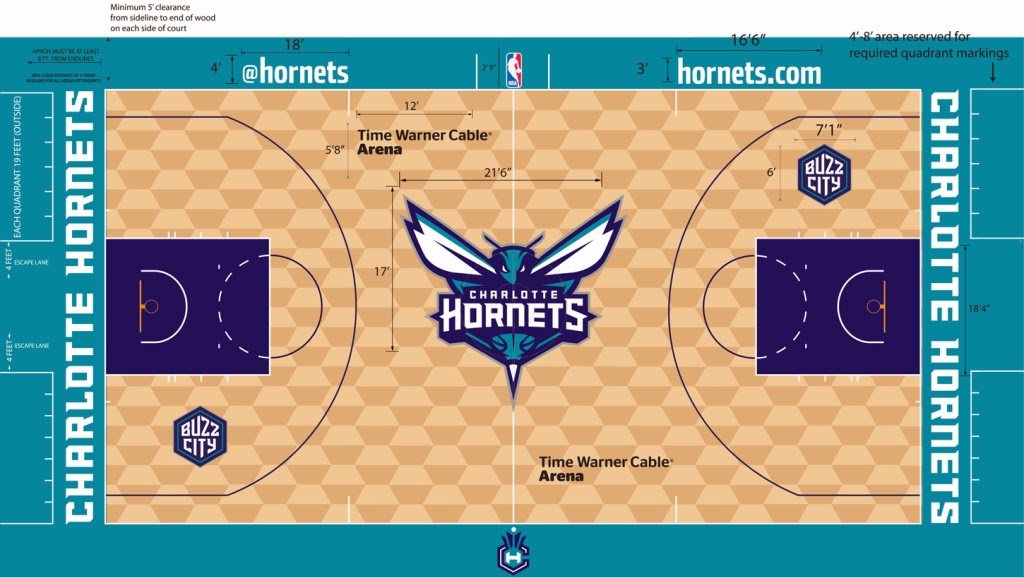 Minimum 5' clearance
from sideline to end of wood
on each side of court
APRON MUST BE AT LEAST
8 FT. FROM ENDLINES
4'
18'
@hornets
2' 9"
NBA
3'
16'6"
hornets.com
4'-8' area reserved for
required quadrant markings
EACH QUADRANT 19 FEET (OUTSIDE)
CHARLOTTE HORNETS
12'
Time Warner Cable®
Arena
5'8"
21'6"
7'1"
6'
BUZZ
CITY
CHARLOTTE HORNETS
4 FEET
ESCAPE LANE
17'
CHARLOTTE
HORNETS
18'4"
4 FEET
ESCAPE LANE
BUZZ
CITY
Time Warner Cable®
Arena
H